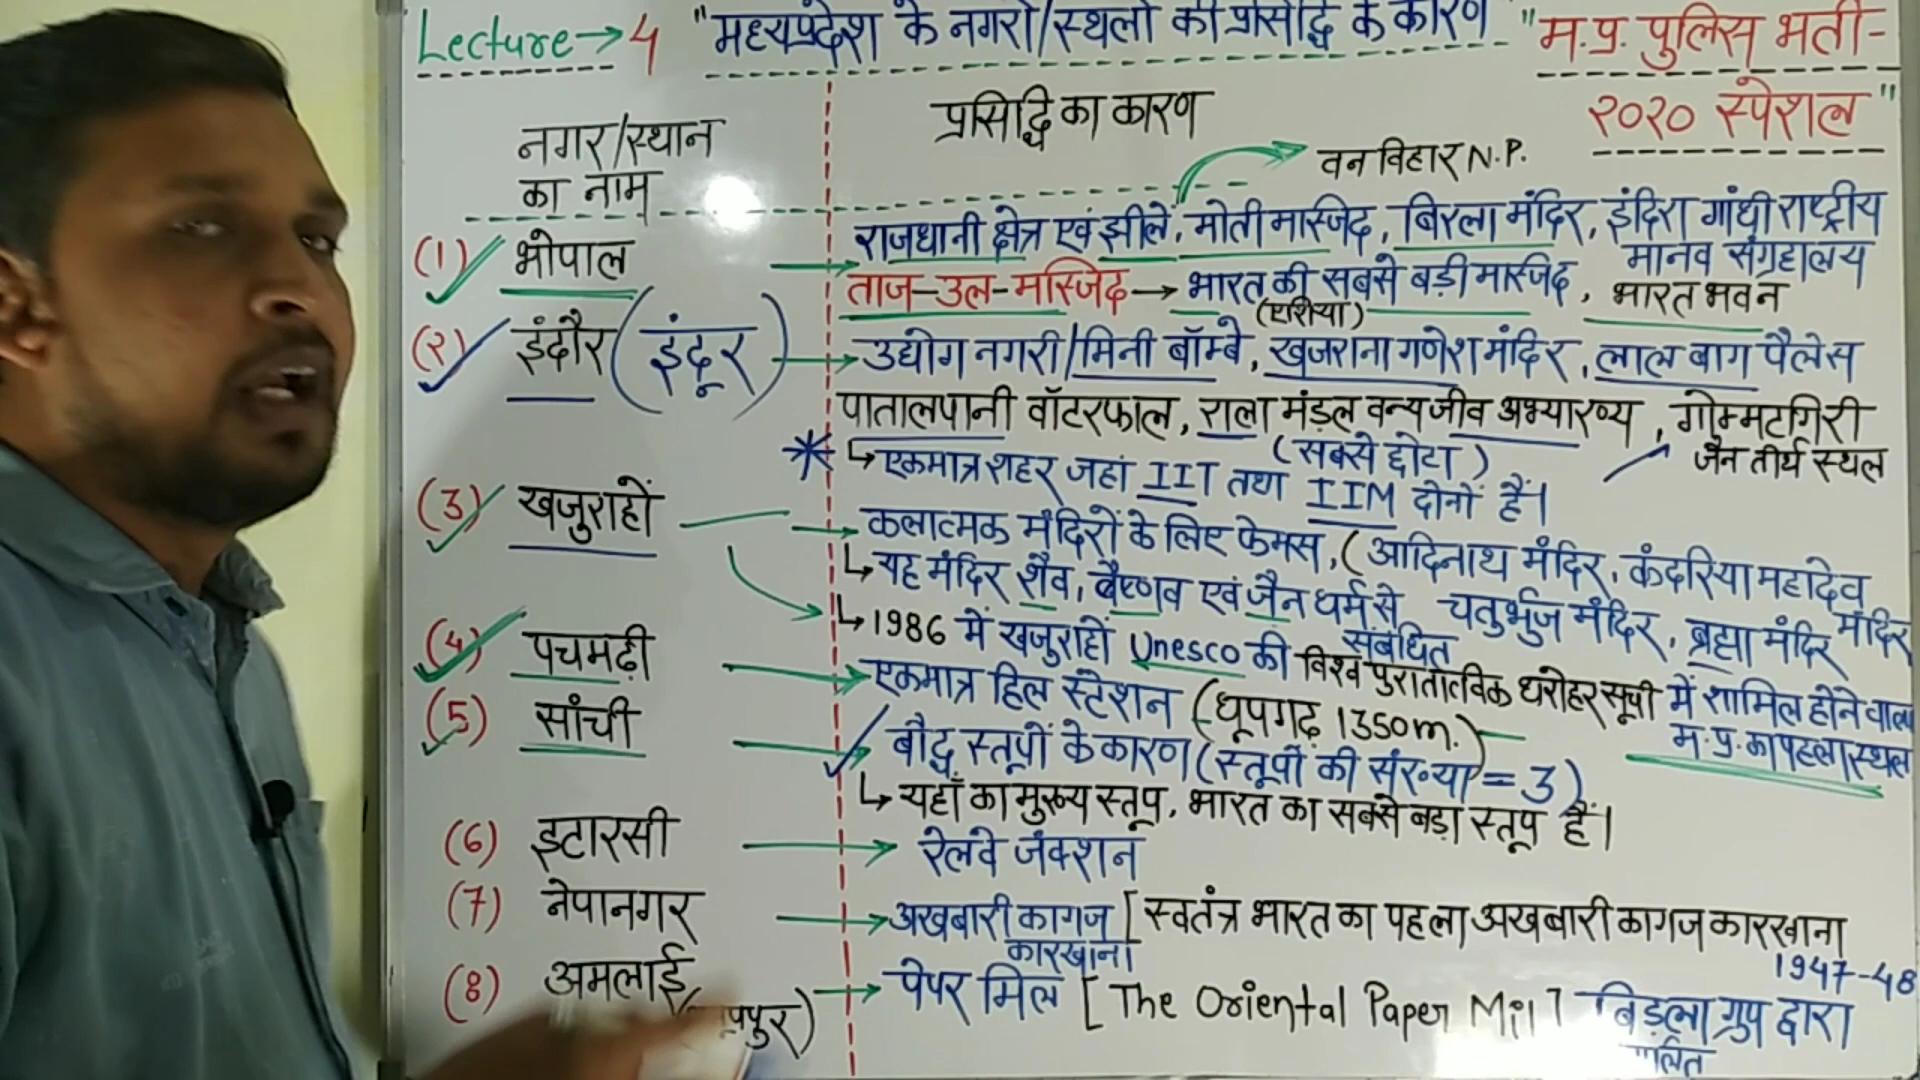 Lecture → 4 "मध्यप्रदेश के नगरों/स्थलों की प्रसिद्धि के कारण" "म.प्र. पुलिस भर्ती-
२०२० स्पेशल"
नगर/स्थान
का नाम
प्रसिद्धि का कारण
वन विहार N.P.
(1) भोपाल → राजधानी क्षेत्र एवं झीलें, मोती मस्जिद, बिरला मंदिर, इंदिरा गांधी राष्ट्रीय
मानव संग्रहालय
ताज-उल-मस्जिद → भारत की सबसे बड़ी मस्जिद, भारत भवन
(एशिया)
(२) इंदौर (इंदूर) → उद्योग नगरी/मिनी बॉम्बे, खजराना गणेश मंदिर, लाल बाग पैलेस
पातालपानी वॉटरफाल, राला मंडल वन्यजीव अभ्यारण्य, गोम्मटगिरी
(सबसे छोटा) जैन तीर्थ स्थल
* ↳ एकमात्र शहर जहां IIT तथा IIM दोनों हैं।
(3) खजुराहों → कलात्मक मंदिरों के लिए फेमस, (आदिनाथ मंदिर, कंदरिया महादेव
मंदिर
↳ यह मंदिर शैव, वैष्णव एवं जैन धर्म से चतुर्भुज मंदिर, ब्रह्मा मंदिर
संबंधित
↳ 1986 में खजुराहों Unesco की विश्व पुरातात्विक धरोहर सूची में शामिल होने वाला
म.प्र. का पहला स्थल
(4) पचमढ़ी → एकमात्र हिल स्टेशन (धूपगढ़ 1350m.)
(5) सांची → बौद्ध स्तूपों के कारण (स्तूपों की संख्या = 3)
↳ यहाँ का मुख्य स्तूप, भारत का सबसे बड़ा स्तूप हैं।
(6) इटारसी → रेलवे जंक्शन
(7) नेपानगर → अखबारी कागज [स्वतंत्र भारत का पहला अखबारी कागज कारखाना
कारखाना 1947-48
(8) अमलाई → पेपर मिल [The Oriental Paper Mill] बिड़ला ग्रुप द्वारा